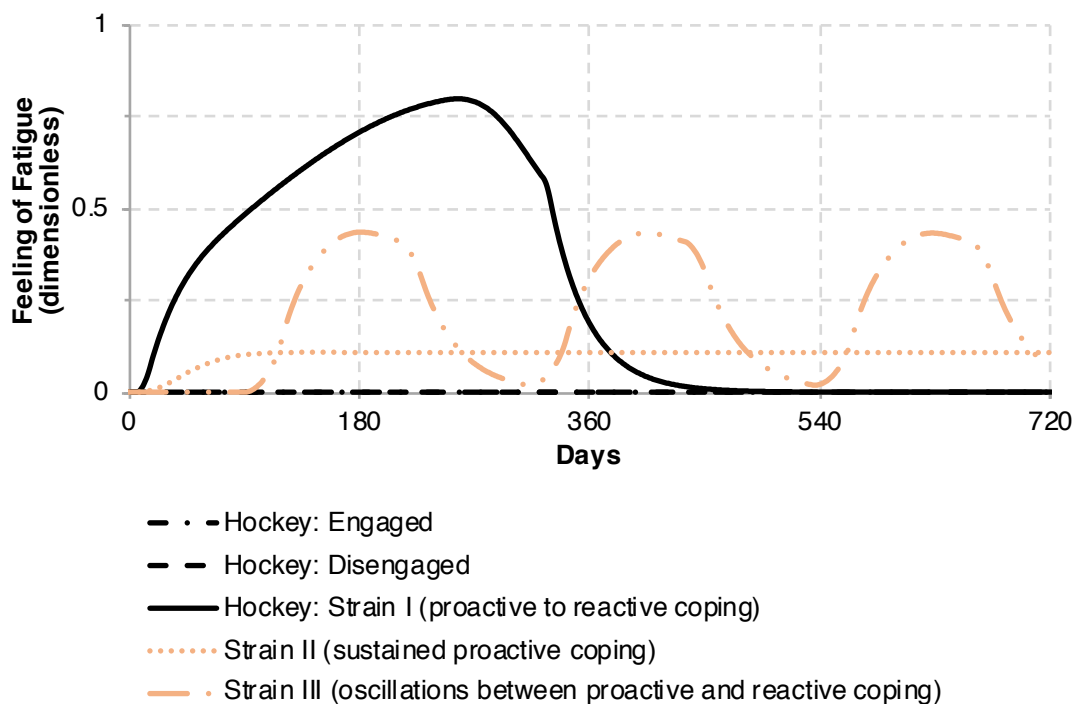 1
0.5
0
Feeling of Fatigue
(dimensionless)
0 180 360 540 720
Days
Hockey: Engaged
Hockey: Disengaged
Hockey: Strain I (proactive to reactive coping)
Strain II (sustained proactive coping)
Strain III (oscillations between proactive and reactive coping)